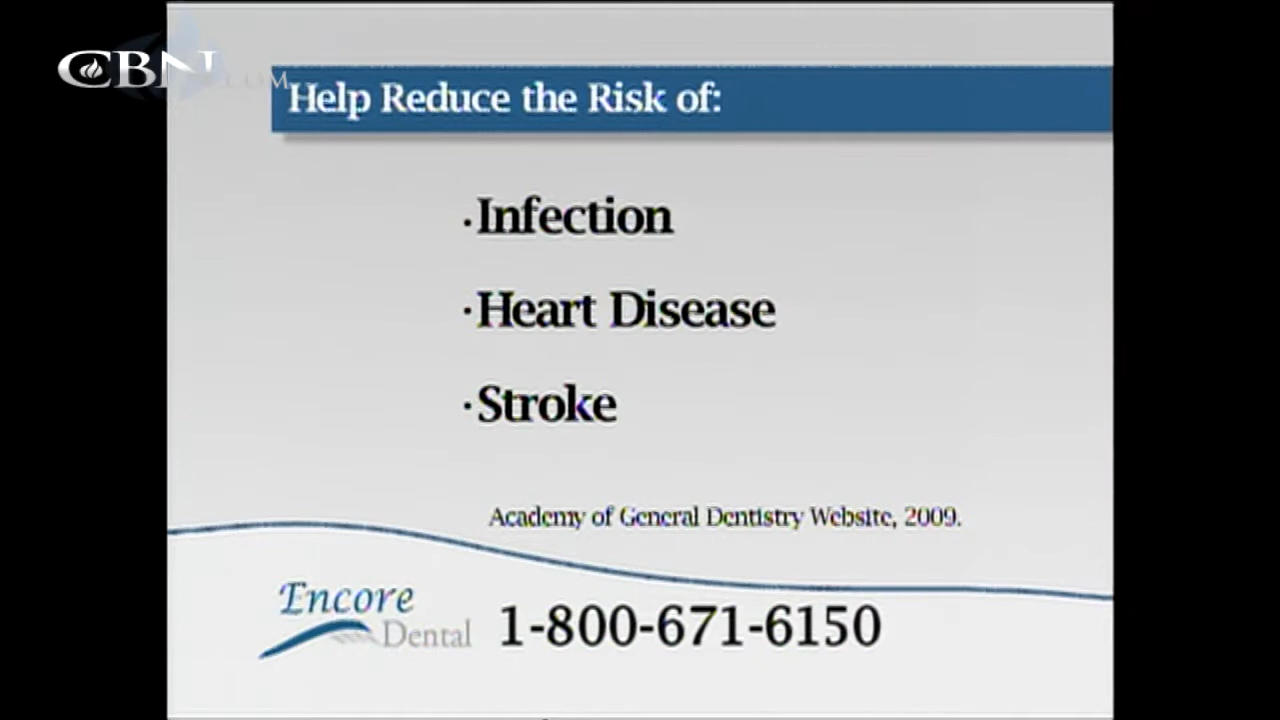 CBN.COM
Help Reduce the Risk of:
·Infection
·Heart Disease
·Stroke
Academy of General Dentistry Website, 2009.
Encore
Dental
1-800-671-6150